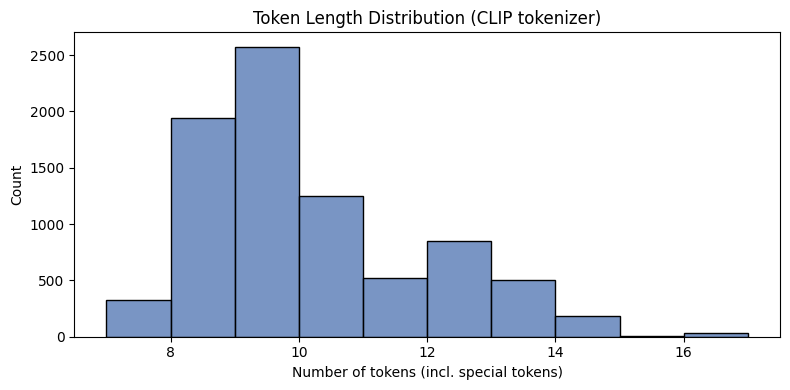 Token Length Distribution (CLIP tokenizer)
2500
2000
1500
1000
500
0
Count
8 10 12 14 16
Number of tokens (incl. special tokens)